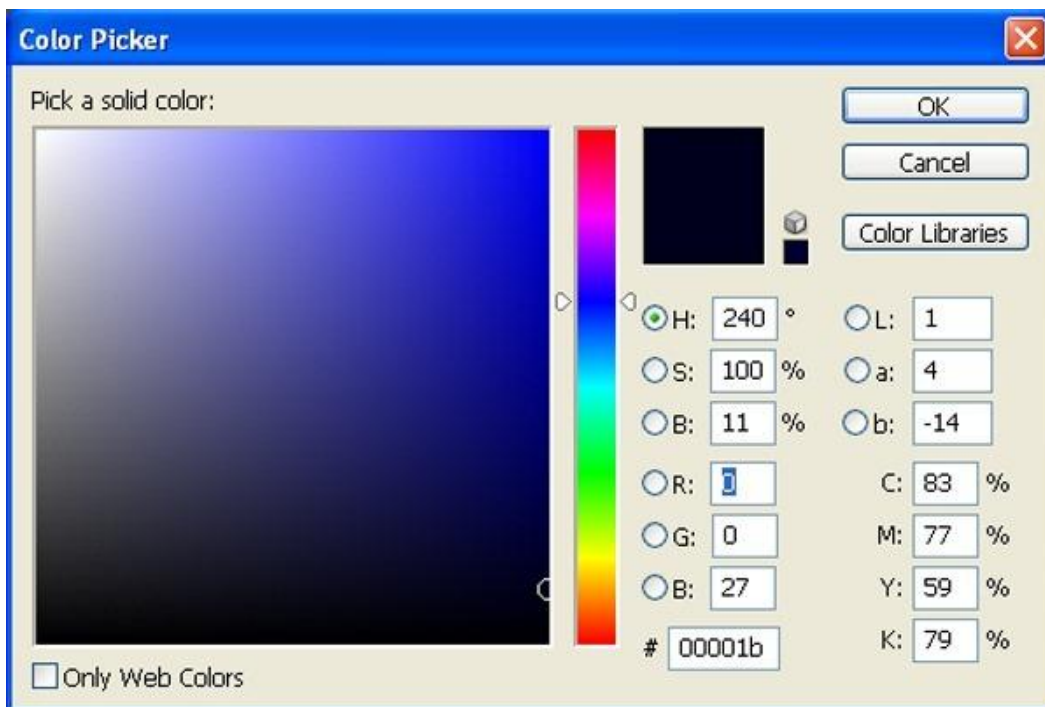 Color Picker
Pick a solid color:
OK
Cancel
Color Libraries
H: 240 ° L: 1
S: 100 % a: 4
B: 11 % b: -14
R: 0 C: 83 %
G: 0 M: 77 %
B: 27 Y: 59 %
# 00001b K: 79 %
Only Web Colors